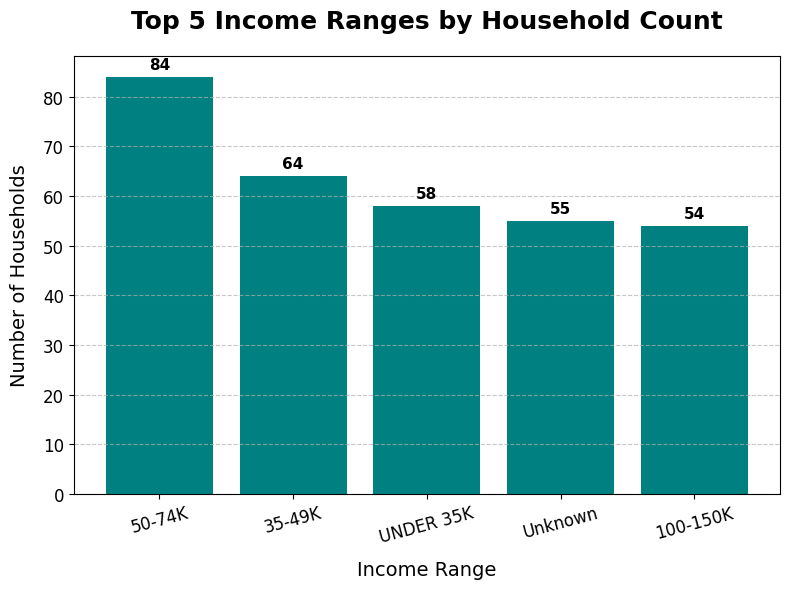 Top 5 Income Ranges by Household Count
Number of Households
80
70
60
50
40
30
20
10
0
84
64
58
55
54
50-74K
35-49K
UNDER 35K
Unknown
100-150K
Income Range